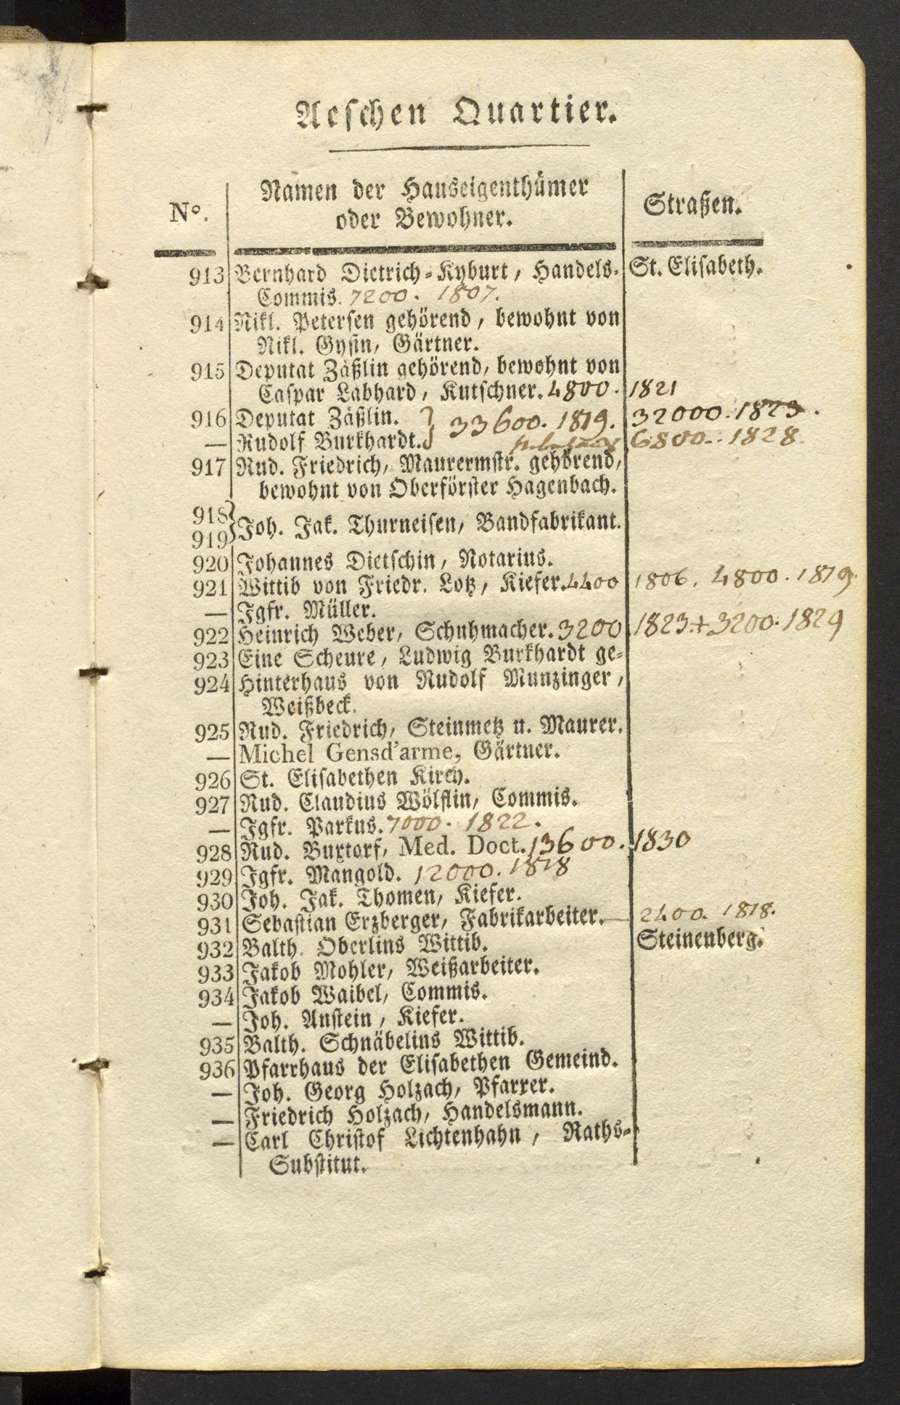 Aeschen Quartier.
N°. Namen der Hauseigenthümer oder Bewohner. Straßen.
913 Bernhard Dietrich-Kyburt, Handels- St. Elisabeth.
Commis. 7200. 1807.
914 Nikl. Petersen gehörend, bewohnt von
Nikl. Gysin, Gärtner.
915 Deputat Zäßlin gehörend, bewohnt von
Caspar Labhard, Kutschner. 4800. 1821
916 Deputat Zäßlin. } 33600. 1819. 32000. 1823.
— Rudolf Burkhardt. 6800. 1828
917 Rud. Friedrich, Maurermstr. gehörend,
bewohnt von Oberförster Hagenbach.
918
919 } Joh. Jak. Thurneisen, Bandfabrikant.
920 Johannes Dietschin, Notarius.
921 Wittib von Friedr. Lotz, Kiefer. 4400 1806. 4800. 1819.
— Jgfr. Müller.
922 Heinrich Weber, Schuhmacher. 3200 1823+3200. 1829
923 Eine Scheure, Ludwig Burkhardt ge-
924 Hinterhaus von Rudolf Munzinger,
Weißbeck.
925 Rud. Friedrich, Steinmetz u. Maurer.
— Michel Gensd'arme, Gärtner.
926 St. Elisabethen Kirch.
927 Rud. Claudius Wölflin, Commis.
— Jgfr. Parkus. 7000. 1822.
928 Rud. Buxtorf, Med. Doct. 13600. 1830
929 Jgfr. Mangold. 12000. 1818
930 Joh. Jak. Thomen, Kiefer.
931 Sebastian Erzberger, Fabrikarbeiter. — 2400. 1818.
932 Balth. Oberlins Wittib. Steinenberg.
933 Jakob Mohler, Weißarbeiter.
934 Jakob Waibel, Commis.
— Joh. Anstein, Kiefer.
935 Balth. Schnäbelins Wittib.
936 Pfarrhaus der Elisabethen Gemeind.
— Joh. Georg Holzach, Pfarrer.
— Friedrich Holzach, Handelsmann.
— Carl Christof Lichtenhahn, Raths-
Substitut.